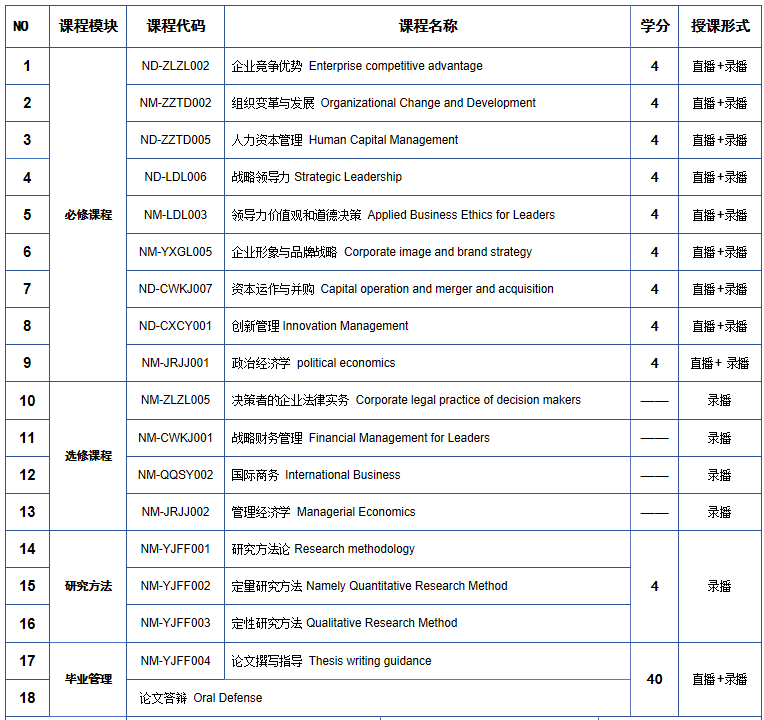 NO 课程模块 课程代码 课程名称 学分 授课形式
1 ND-ZLZL002 企业竞争优势 Enterprise competitive advantage 4 直播+录播
2 NM-ZZTD002 组织变革与发展 Organizational Change and Development 4 直播+录播
3 ND-ZZTD005 人力资本管理 Human Capital Management 4 直播+录播
4 ND-LDL006 战略领导力 Strategic Leadership 4 直播+录播
5 必修课程 NM-LDL003 领导力价值观和道德决策 Applied Business Ethics for Leaders 4 直播+录播
6 NM-YXGL005 企业形象与品牌战略 Corporate image and brand strategy 4 直播+录播
7 ND-CWKJ007 资本运作与并购 Capital operation and merger and acquisition 4 直播+录播
8 ND-CXCY001 创新管理 Innovation Management 4 直播+录播
9 NM-JRJJ001 政治经济学 political economics 4 直播+ 录播
10 NM-ZLZL005 决策者的企业法律实务 Corporate legal practice of decision makers —— 录播
11 NM-CWKJ001 战略财务管理 Financial Management for Leaders —— 录播
选修课程
12 NM-QQSY002 国际商务 International Business —— 录播
13 NM-JRJJ002 管理经济学 Managerial Economics —— 录播
14 NM-YJFF001 研究方法论 Research methodology
15 研究方法 NM-YJFF002 定量研究方法 Namely Quantitative Research Method 4 录播
16 NM-YJFF003 定性研究方法 Qualitative Research Method
17 NM-YJFF004 论文撰写指导 Thesis writing guidance
毕业管理 40 直播+录播
18 论文答辩 Oral Defense